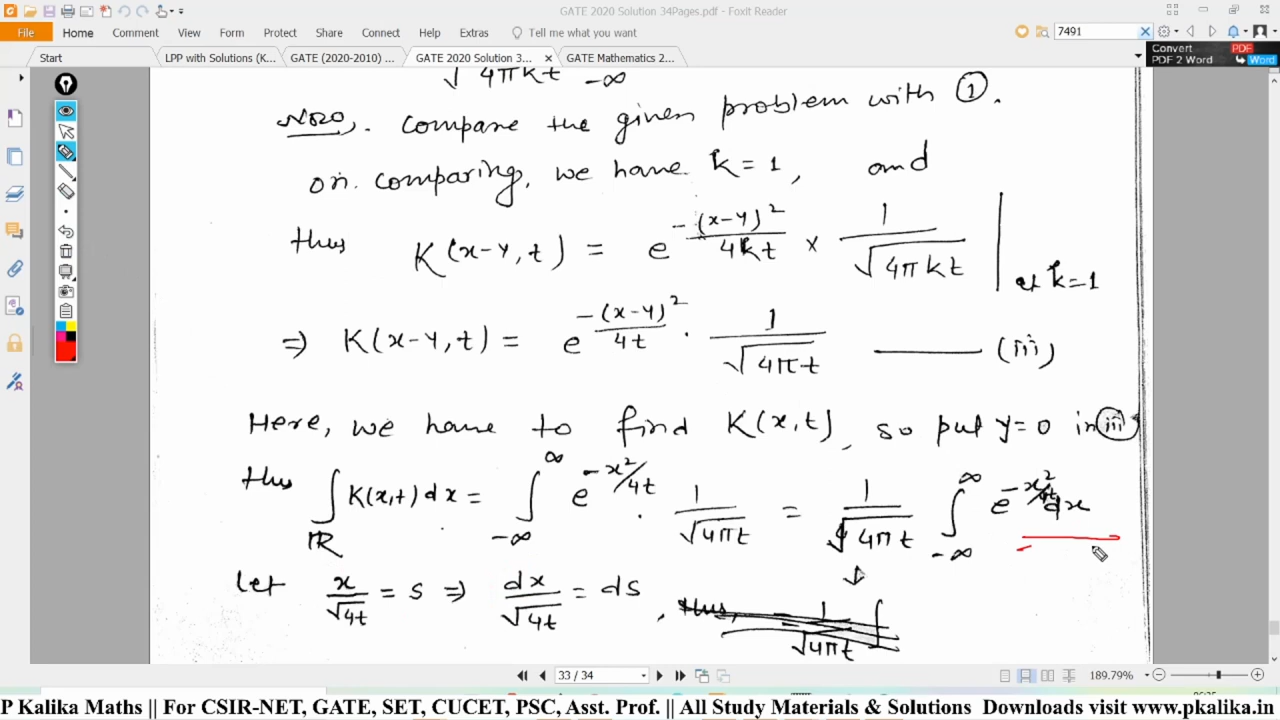 GATE 2020 Solution 34Pages.pdf - Foxit Reader
File Home Comment View Form Protect Share Connect Help Extras Tell me what you want 7491
Start LPP with Solutions (K... GATE (2020-2010) ... GATE 2020 Solution 3... × GATE Mathematics 2...
Convert PDF
PDF 2 Word Word
√4πkt -∞
Now, compare the given problem with ①.
on comparing, we have k = 1, and
thus K(x-y, t) = e^{-(x-y)²/4kt} × 1/√4πkt | at k=1
⇒ K(x-y, t) = e^{-(x-y)²/4t} · 1/√4πt ——— (iii)
Here, we have to find K(x,t), so put y=0 in (iii)
thus ∫_ℝ K(x,t) dx = ∫_{-∞}^{∞} e^{-x²/4t} · 1/√4πt = 1/√4πt ∫_{-∞}^{∞} e^{-x²/4t} dx
Let x/√4t = s ⇒ dx/√4t = ds,
33 / 34 189.79%
P Kalika Maths || For CSIR-NET, GATE, SET, CUCET, PSC, Asst. Prof. || All Study Materials & Solutions Downloads visit www.pkalika.in